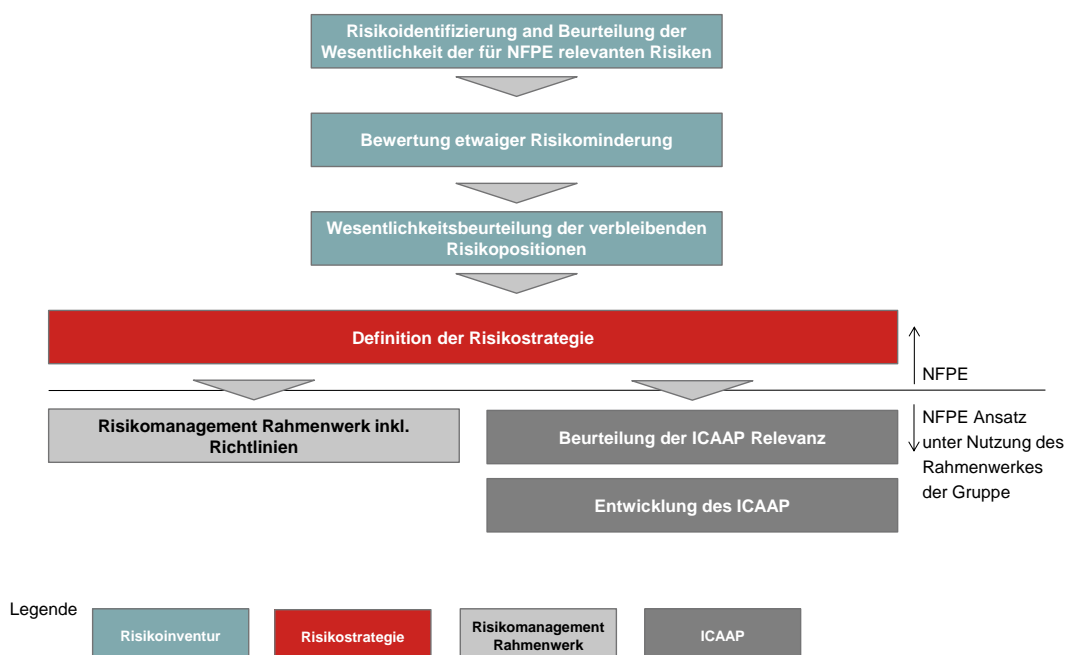 Risikoidentifizierung and Beurteilung der
Wesentlichkeit der für NFPE relevanten Risiken
Bewertung etwaiger Risikominderung
Wesentlichkeitsbeurteilung der verbleibenden
Risikopositionen
Definition der Risikostrategie
NFPE
Risikomanagement Rahmenwerk inkl.
Richtlinien
Beurteilung der ICAAP Relevanz
NFPE Ansatz
unter Nutzung des
Rahmenwerkes
der Gruppe
Entwicklung des ICAAP
Legende
Risikoinventur
Risikostrategie
Risikomanagement
Rahmenwerk
ICAAP